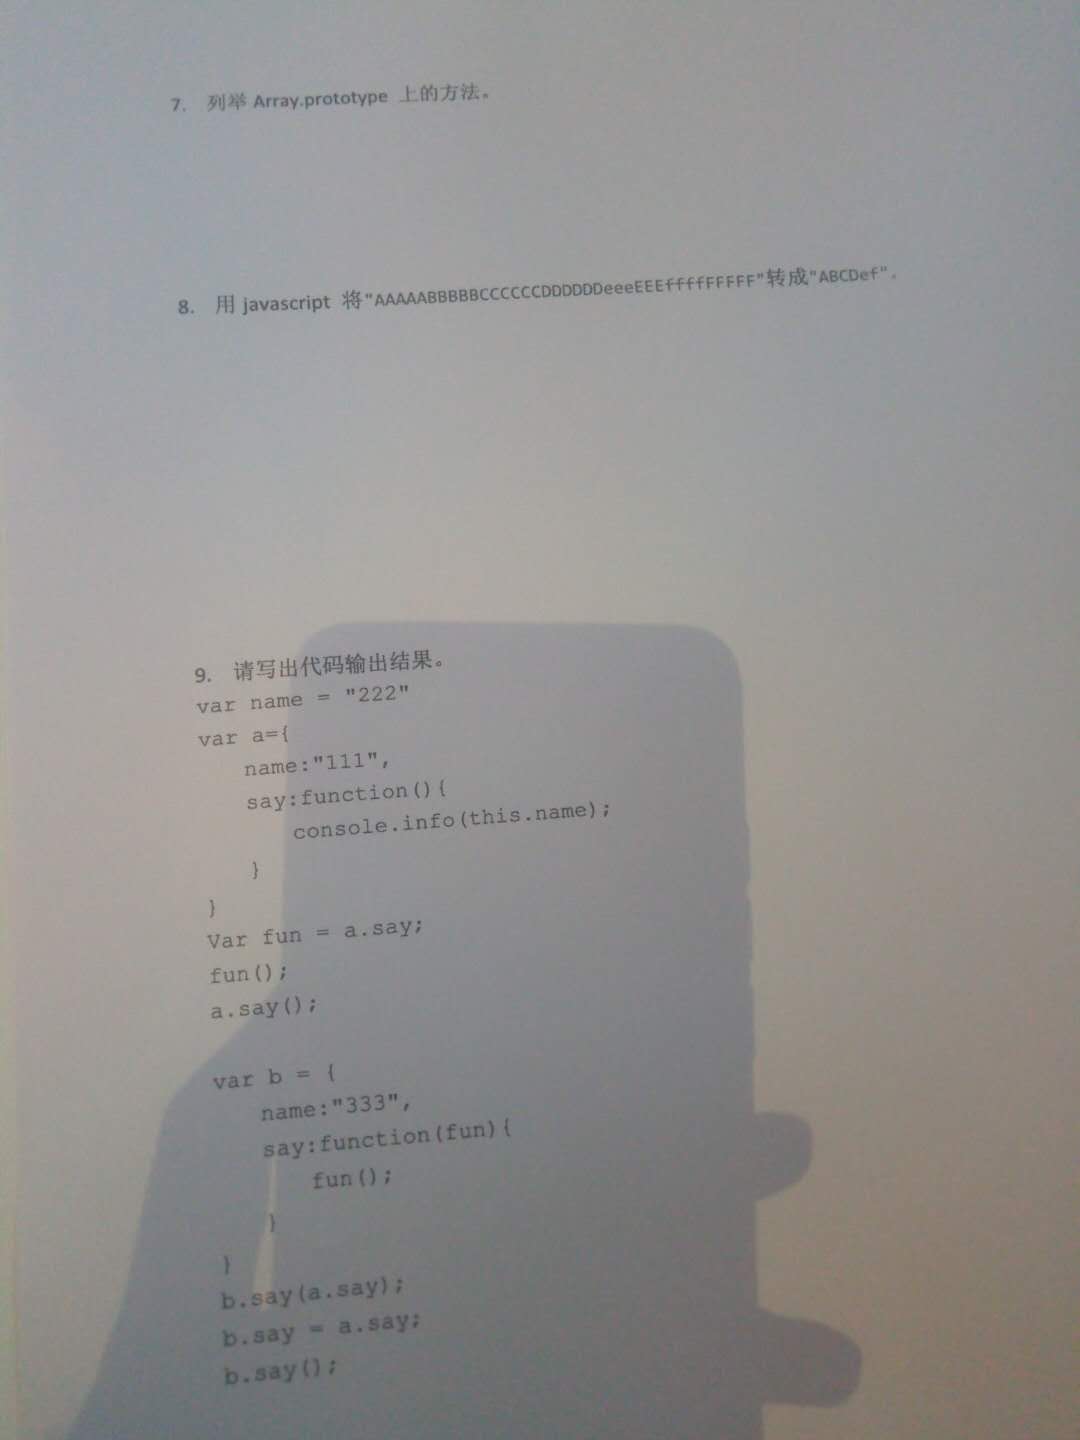 7. 列举 Array.prototype 上的方法。
8. 用 javascript 将"AAAAABBBBBCCCCCCDDDDDDeeeEEEffffFFFFF"转成"ABCDef"。
9. 请写出代码输出结果。
var name = "222"
var a={
name:"111",
say:function(){
console.info(this.name);
}
}
Var fun = a.say;
fun();
a.say();
var b = {
name:"333",
say:function(fun){
fun();
}
}
b.say(a.say);
b.say = a.say;
b.say();